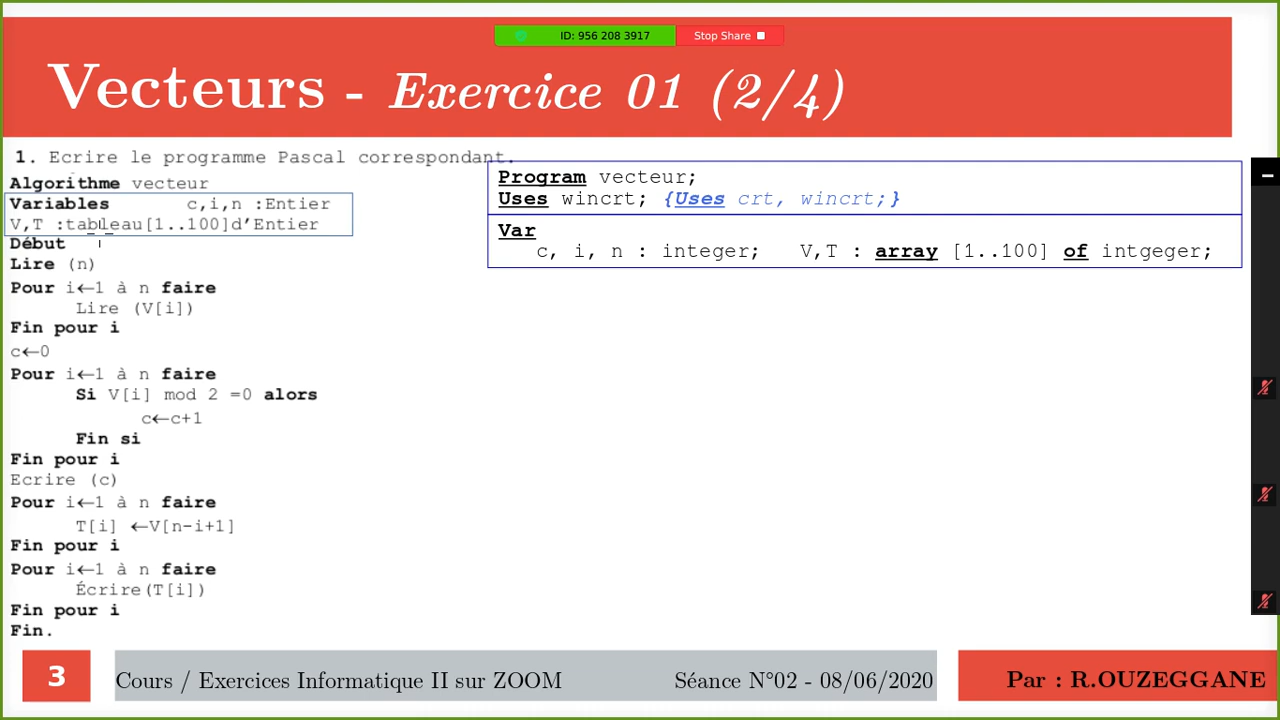 ID: 956 208 3917
Stop Share
Vecteurs - Exercice 01 (2/4)
1. Ecrire le programme Pascal correspondant.
Algorithme vecteur
Variables c,i,n :Entier
V,T :tableau[1..100]d'Entier
Début
Lire (n)
Pour i←1 à n faire
Lire (V[i])
Fin pour i
c←0
Pour i←1 à n faire
Si V[i] mod 2 =0 alors
c←c+1
Fin si
Fin pour i
Ecrire (c)
Pour i←1 à n faire
T[i] ←V[n-i+1]
Fin pour i
Pour i←1 à n faire
Écrire(T[i])
Fin pour i
Fin.
Program vecteur;
Uses wincrt; {Uses crt, wincrt;}
Var
c, i, n : integer; V,T : array [1..100] of intgeger;
3
Cours / Exercices Informatique II sur ZOOM Séance N°02 - 08/06/2020
Par : R.OUZEGGANE